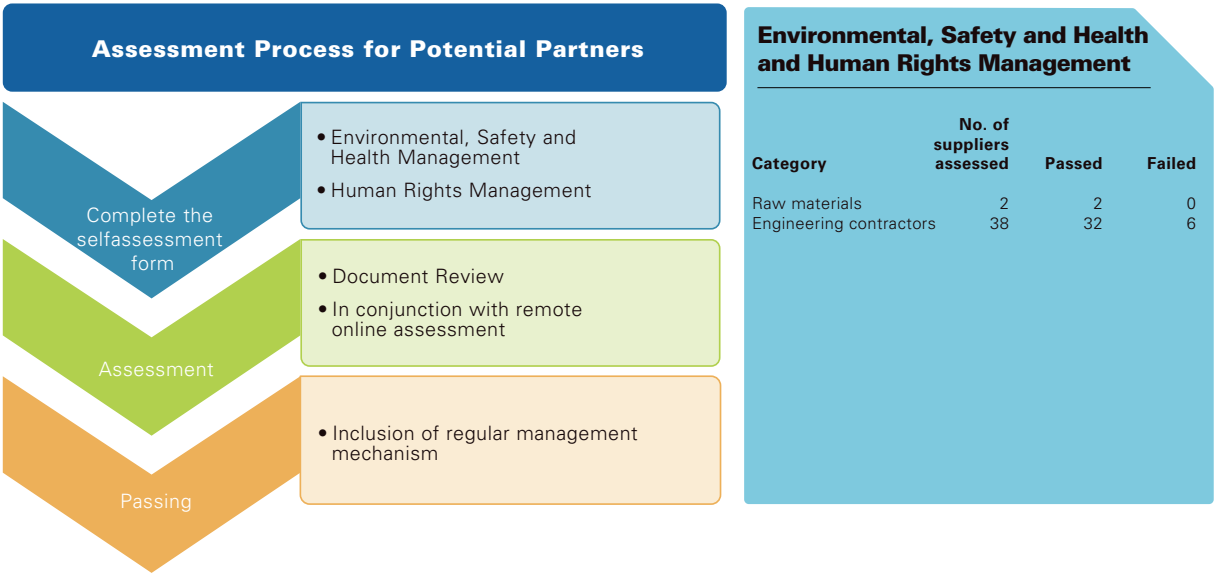 Assessment Process for Potential Partners
Complete the
selfassessment
form
• Environmental, Safety and
Health Management
• Human Rights Management
Assessment
• Document Review
• In conjunction with remote
online assessment
Passing
• Inclusion of regular management
mechanism
Environmental, Safety and Health
and Human Rights Management
No. of
suppliers
Category assessed Passed Failed
Raw materials 2 2 0
Engineering contractors 38 32 6